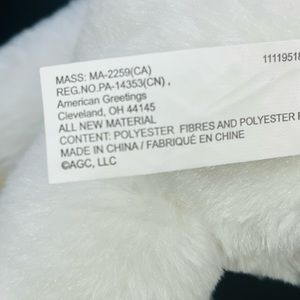 MASS: MA-2259(CA)
11119518
REG.NO.PA-14353(CN) ,
American Greetings
Cleveland, OH 44145
ALL NEW MATERIAL
CONTENT: POLYESTER FIBRES AND POLYESTER
MADE IN CHINA / FABRIQUÉ EN CHINE
©AGC, LLC